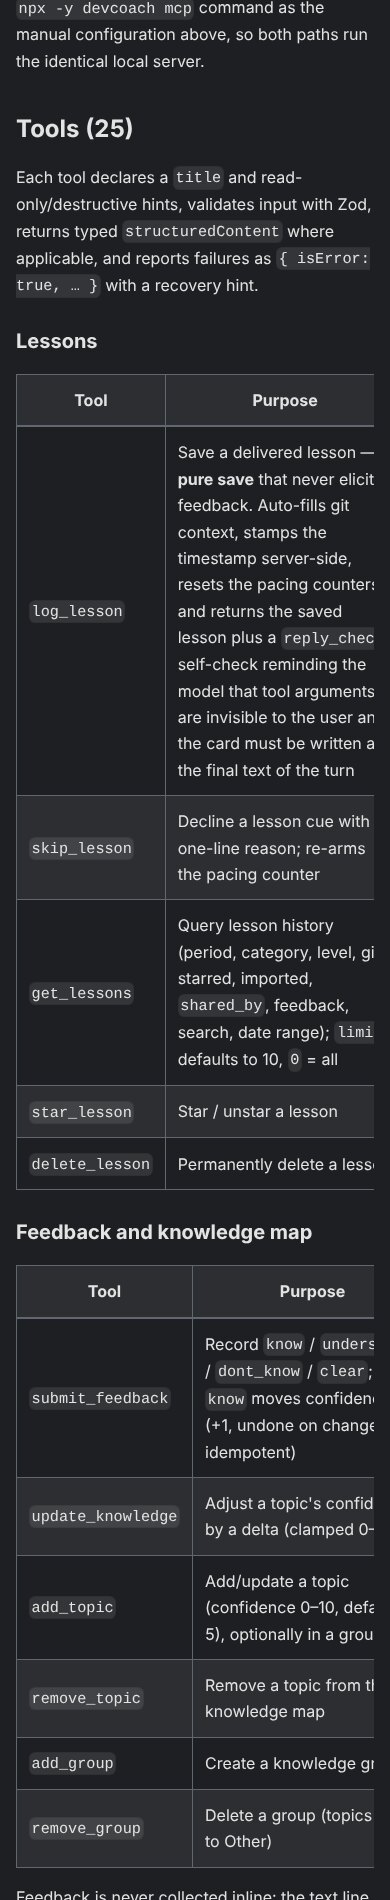 npx -y devcoach mcp command as the
manual configuration above, so both paths run
the identical local server.
Tools (25)
Each tool declares a title and read-
only/destructive hints, validates input with Zod,
returns typed structuredContent where
applicable, and reports failures as { isError:
true, … } with a recovery hint.
Lessons
Tool Purpose
log_lesson
Save a delivered lesson —
pure save that never elicit
feedback. Auto-fills git
context, stamps the
timestamp server-side,
resets the pacing counters
and returns the saved
lesson plus a reply_chec
self-check reminding the
model that tool arguments
are invisible to the user an
the card must be written a
the final text of the turn
skip_lesson
Decline a lesson cue with
one-line reason; re-arms
the pacing counter
get_lessons
Query lesson history
(period, category, level, gi
starred, imported,
shared_by, feedback,
search, date range); limi
defaults to 10, 0 = all
star_lesson Star / unstar a lesson
delete_lesson Permanently delete a less
Feedback and knowledge map
Tool Purpose
submit_feedback
Record know / unders
/ dont_know / clear;
know moves confidenc
(+1, undone on change
idempotent)
update_knowledge
Adjust a topic's confid
by a delta (clamped 0–
add_topic
Add/update a topic
(confidence 0–10, defa
5), optionally in a grou
remove_topic
Remove a topic from th
knowledge map
add_group Create a knowledge gr
remove_group
Delete a group (topics
to Other)
Feedback is never collected inline: the text line